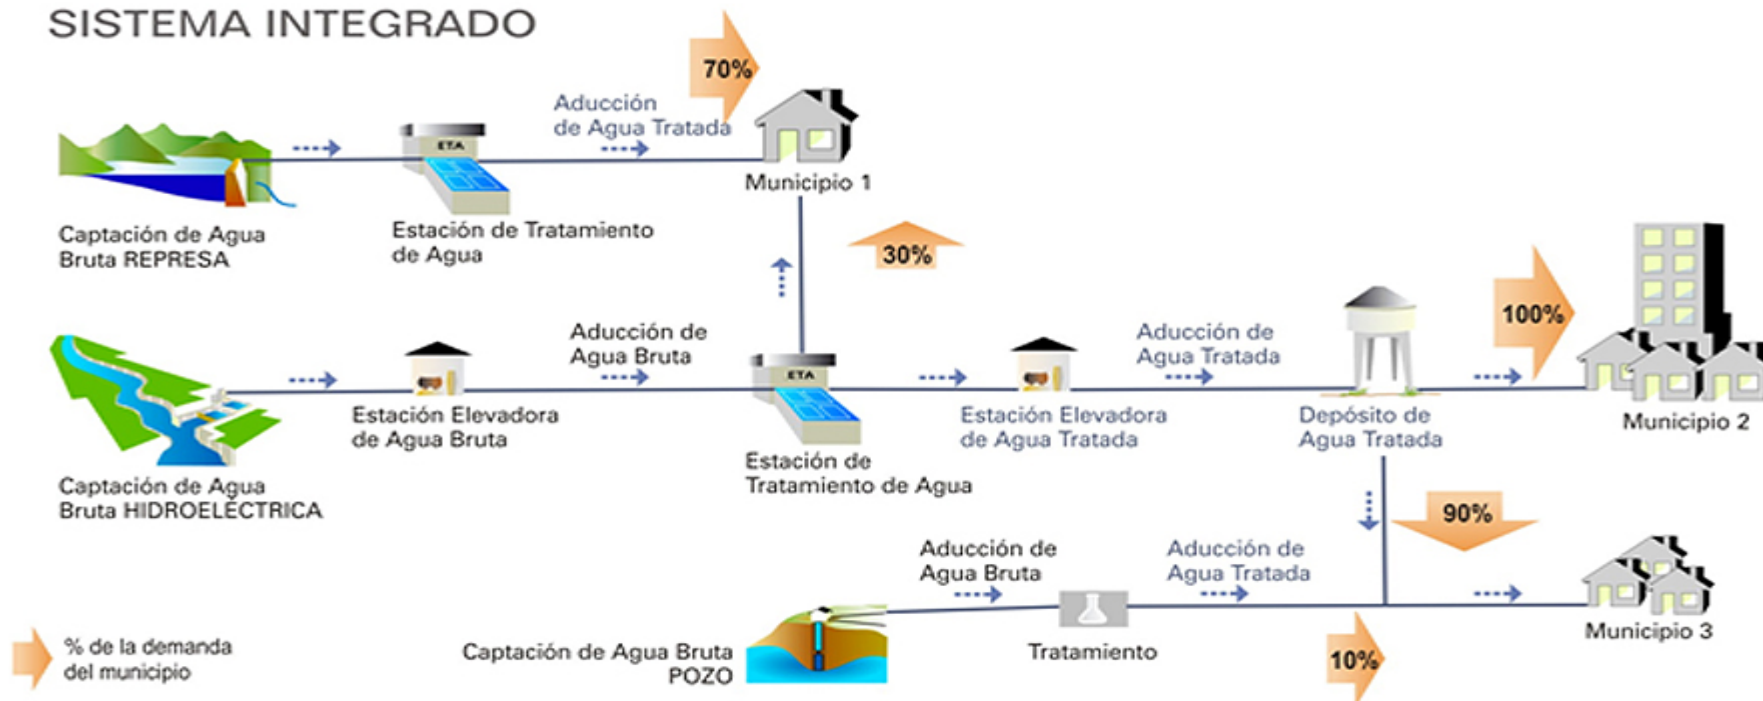 SISTEMA INTEGRADO
70%
Aducción
de Agua Tratada
ETA
Municipio 1
Captación de Agua
Bruta REPRESA
Estación de Tratamiento
de Agua
30%
100%
Aducción de
Agua Bruta
Aducción de
Agua Tratada
ETA
Estación Elevadora
de Agua Bruta
Estación Elevadora
de Agua Tratada
Depósito de
Agua Tratada
Municipio 2
Estación de
Tratamiento de Agua
Captación de Agua
Bruta HIDROELÉCTRICA
90%
Aducción de
Agua Bruta
Aducción de
Agua Tratada
Municipio 3
% de la demanda
del municipio
Captación de Agua Bruta
POZO
Tratamiento
10%